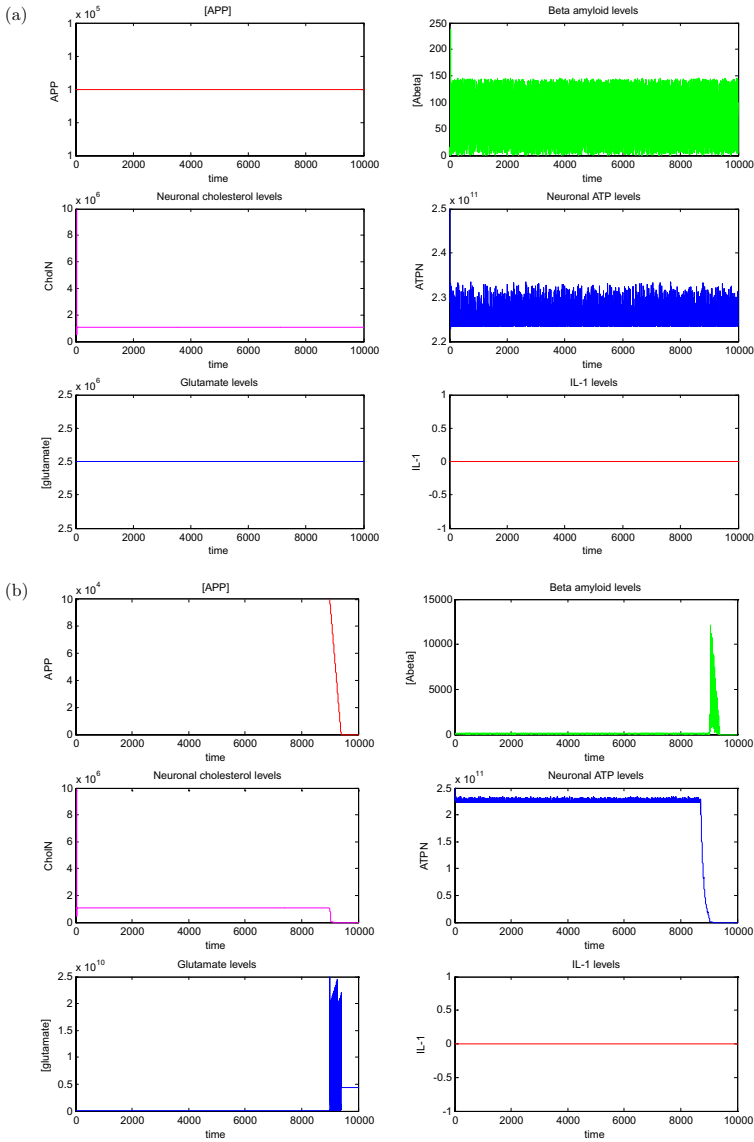 (a)
[APP]
x 10^5
1
1
1
1
1
APP
0 2000 4000 6000 8000 10000
time
Beta amyloid levels
250
200
150
100
50
0
[Abeta]
0 2000 4000 6000 8000 10000
time
Neuronal cholesterol levels
x 10^6
10
8
6
4
2
0
CholN
0 2000 4000 6000 8000 10000
time
Neuronal ATP levels
x 10^11
2.5
2.4
2.3
2.2
ATPN
0 2000 4000 6000 8000 10000
time
Glutamate levels
x 10^6
2.5
2.5
2.5
2.5
2.5
[glutamate]
0 2000 4000 6000 8000 10000
time
IL-1 levels
1
0.5
0
-0.5
-1
IL-1
0 2000 4000 6000 8000 10000
time
(b)
[APP]
x 10^4
10
8
6
4
2
0
APP
0 2000 4000 6000 8000 10000
time
Beta amyloid levels
15000
10000
5000
0
[Abeta]
0 2000 4000 6000 8000 10000
time
Neuronal cholesterol levels
x 10^6
10
8
6
4
2
0
CholN
0 2000 4000 6000 8000 10000
time
Neuronal ATP levels
x 10^11
2.5
2
1.5
1
0.5
0
ATPN
0 2000 4000 6000 8000 10000
time
Glutamate levels
x 10^10
2.5
2
1.5
1
0.5
0
[glutamate]
0 2000 4000 6000 8000 10000
time
IL-1 levels
1
0.5
0
-0.5
-1
IL-1
0 2000 4000 6000 8000 10000
time